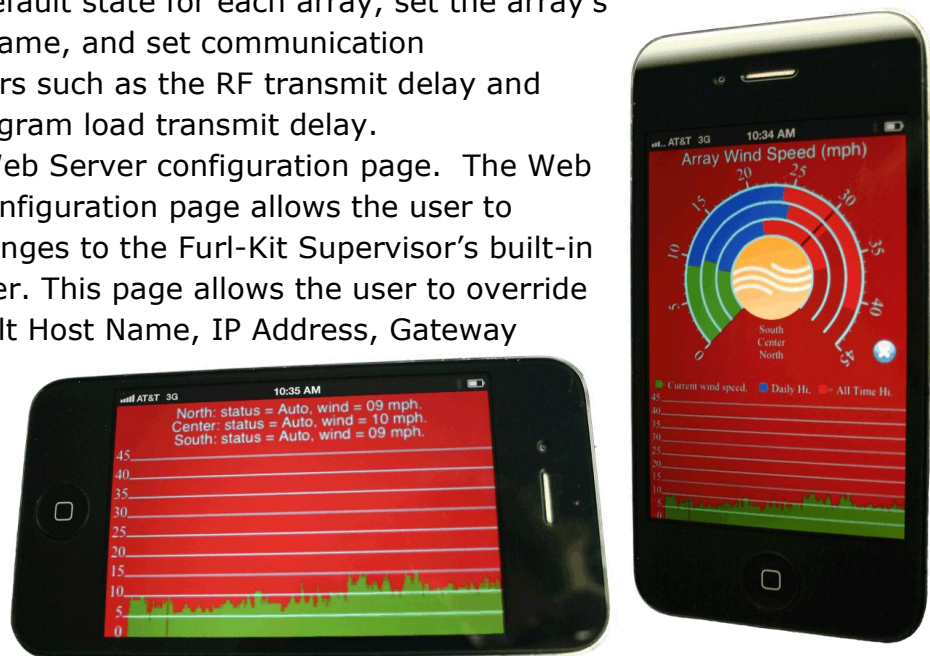 efault state for each array, set the array's
ame, and set communication
rs such as the RF transmit delay and
gram load transmit delay.
Web Server configuration page. The Web
nfiguration page allows the user to
nges to the Furl-Kit Supervisor's built-in
er. This page allows the user to override
lt Host Name, IP Address, Gateway
AT&T 3G 10:35 AM
North: status = Auto, wind = 09 mph.
Center: status = Auto, wind = 10 mph.
South: status = Auto, wind = 09 mph.
45
40
35
30
25
20
15
10
5
0
AT&T 3G 10:34 AM
Array Wind Speed (mph)
0
5
10
15
20
25
30
35
40
45
South
Center
North
Current wind speed, Daily Hi, = All Time Hi.
45
40
35
30
25
20
15
10
5
0